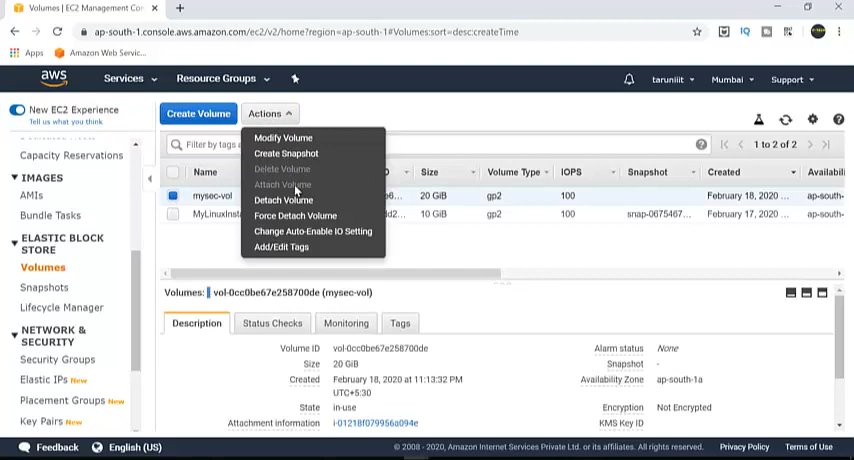 Volumes | EC2 Management Con
ap-south-1.console.aws.amazon.com/ec2/v2/home?region=ap-south-1#Volumes:sort=desc:createTime
Apps Amazon Web Servic...
aws Services Resource Groups tarunlit Mumbai Support
New EC2 Experience
Tell us what you think
Capacity Reservations
IMAGES
AMIs
Bundle Tasks
ELASTIC BLOCK
STORE
Volumes
Snapshots
Lifecycle Manager
NETWORK &
SECURITY
Security Groups
Elastic IPs New
Placement Groups New
Key Pairs New
Create Volume Actions
Filter by tags 1 to 2 of 2
Modify Volume
Create Snapshot
Delete Volume
Attach Volume
Detach Volume
Force Detach Volume
Change Auto-Enable IO Setting
Add/Edit Tags
Name Size Volume Type IOPS Snapshot Created Availabili
mysec-vol 20 GiB gp2 100 February 18, 2020 ... ap-south-
MyLinuxInst 10 GiB gp2 100 snap-0675467... February 17, 2020 ... ap-south-
Volumes: vol-0cc0be67e258700de (mysec-vol)
Description Status Checks Monitoring Tags
Volume ID vol-0cc0be67e258700de Alarm status None
Size 20 GiB Snapshot -
Created February 18, 2020 at 11:13:32 PM Availability Zone ap-south-1a
UTC+5:30
State in-use Encryption Not Encrypted
Attachment information i-01218f079956a094e KMS Key ID
Feedback English (US) © 2008 - 2020, Amazon Internet Services Private Ltd. or its affiliates. All rights reserved. Privacy Policy Terms of Use